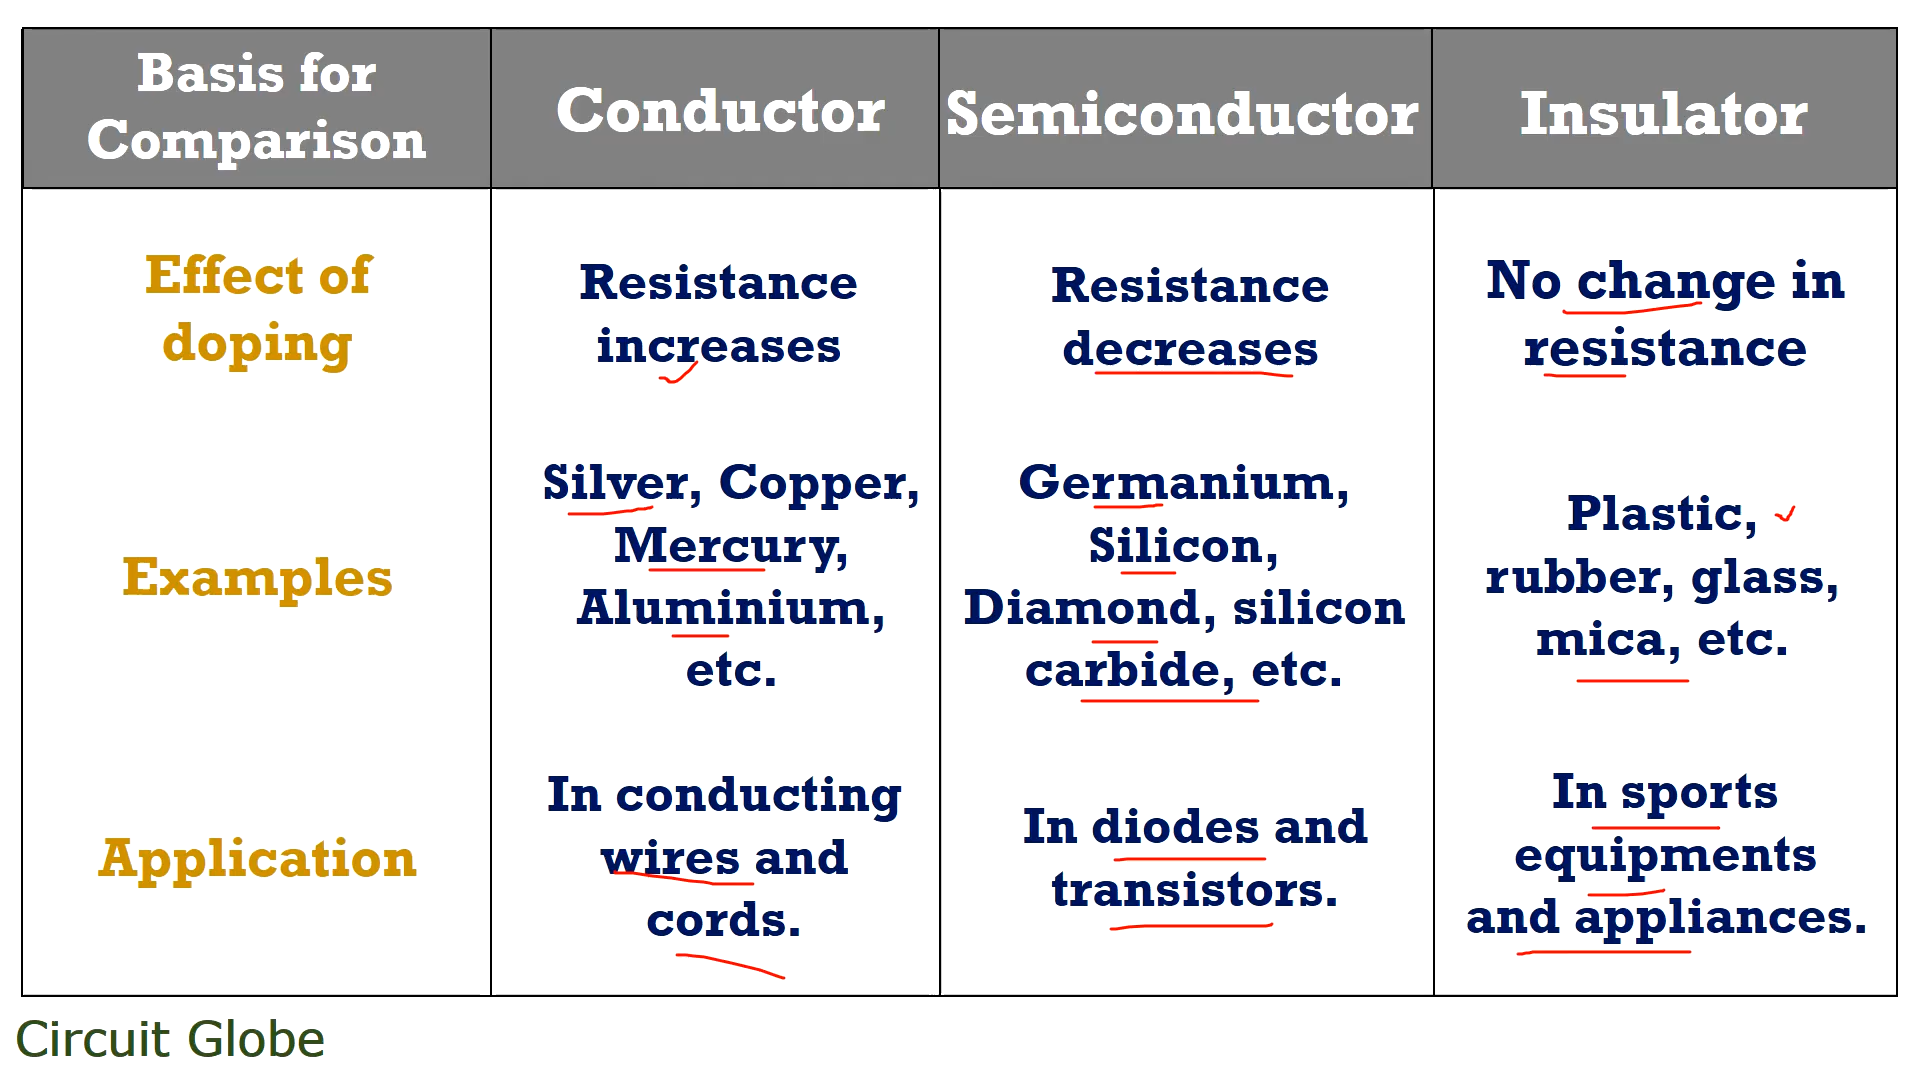 Basis for
Comparison
Conductor
Semiconductor
Insulator
Effect of
doping
Resistance
increases
Resistance
decreases
No change in
resistance
Examples
Silver, Copper,
Mercury,
Aluminium,
etc.
Germanium,
Silicon,
Diamond, silicon
carbide, etc.
Plastic,
rubber, glass,
mica, etc.
Application
In conducting
wires and
cords.
In diodes and
transistors.
In sports
equipments
and appliances.
Circuit Globe